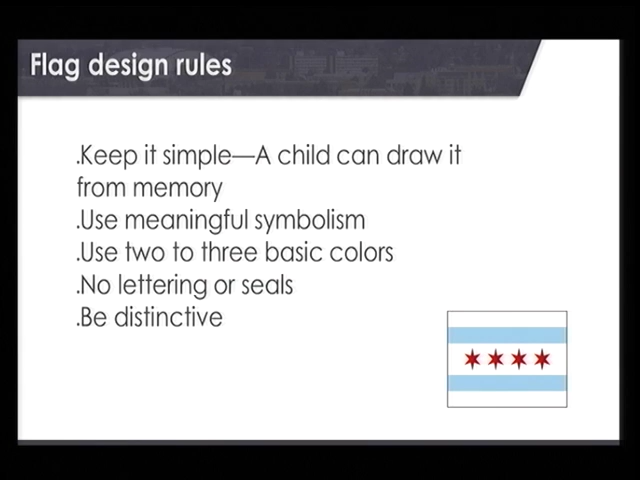 Flag design rules
.Keep it simple—A child can draw it
from memory
.Use meaningful symbolism
.Use two to three basic colors
.No lettering or seals
.Be distinctive